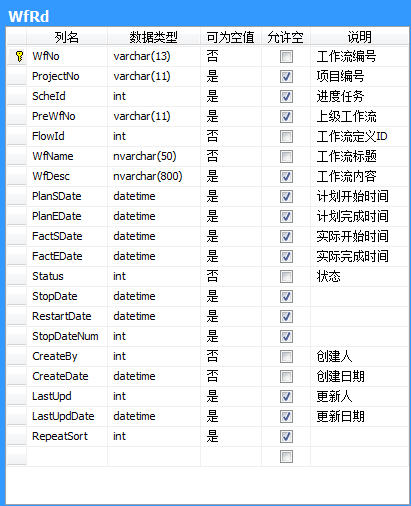 WfRd
列名 数据类型 可为空值 允许空 说明
WfNo varchar(13) 否 工作流编号
ProjectNo varchar(11) 是 项目编号
ScheId int 是 进度任务
PreWfNo varchar(11) 是 上级工作流
FlowId int 否 工作流定义ID
WfName nvarchar(50) 否 工作流标题
WfDesc nvarchar(800) 是 工作流内容
PlanSDate datetime 是 计划开始时间
PlanEDate datetime 是 计划完成时间
FactSDate datetime 是 实际开始时间
FactEDate datetime 是 实际完成时间
Status int 否 状态
StopDate datetime 是
RestartDate datetime 是
StopDateNum int 是
CreateBy int 否 创建人
CreateDate datetime 否 创建日期
LastUpd int 是 更新人
LastUpdDate datetime 是 更新日期
RepeatSort int 是